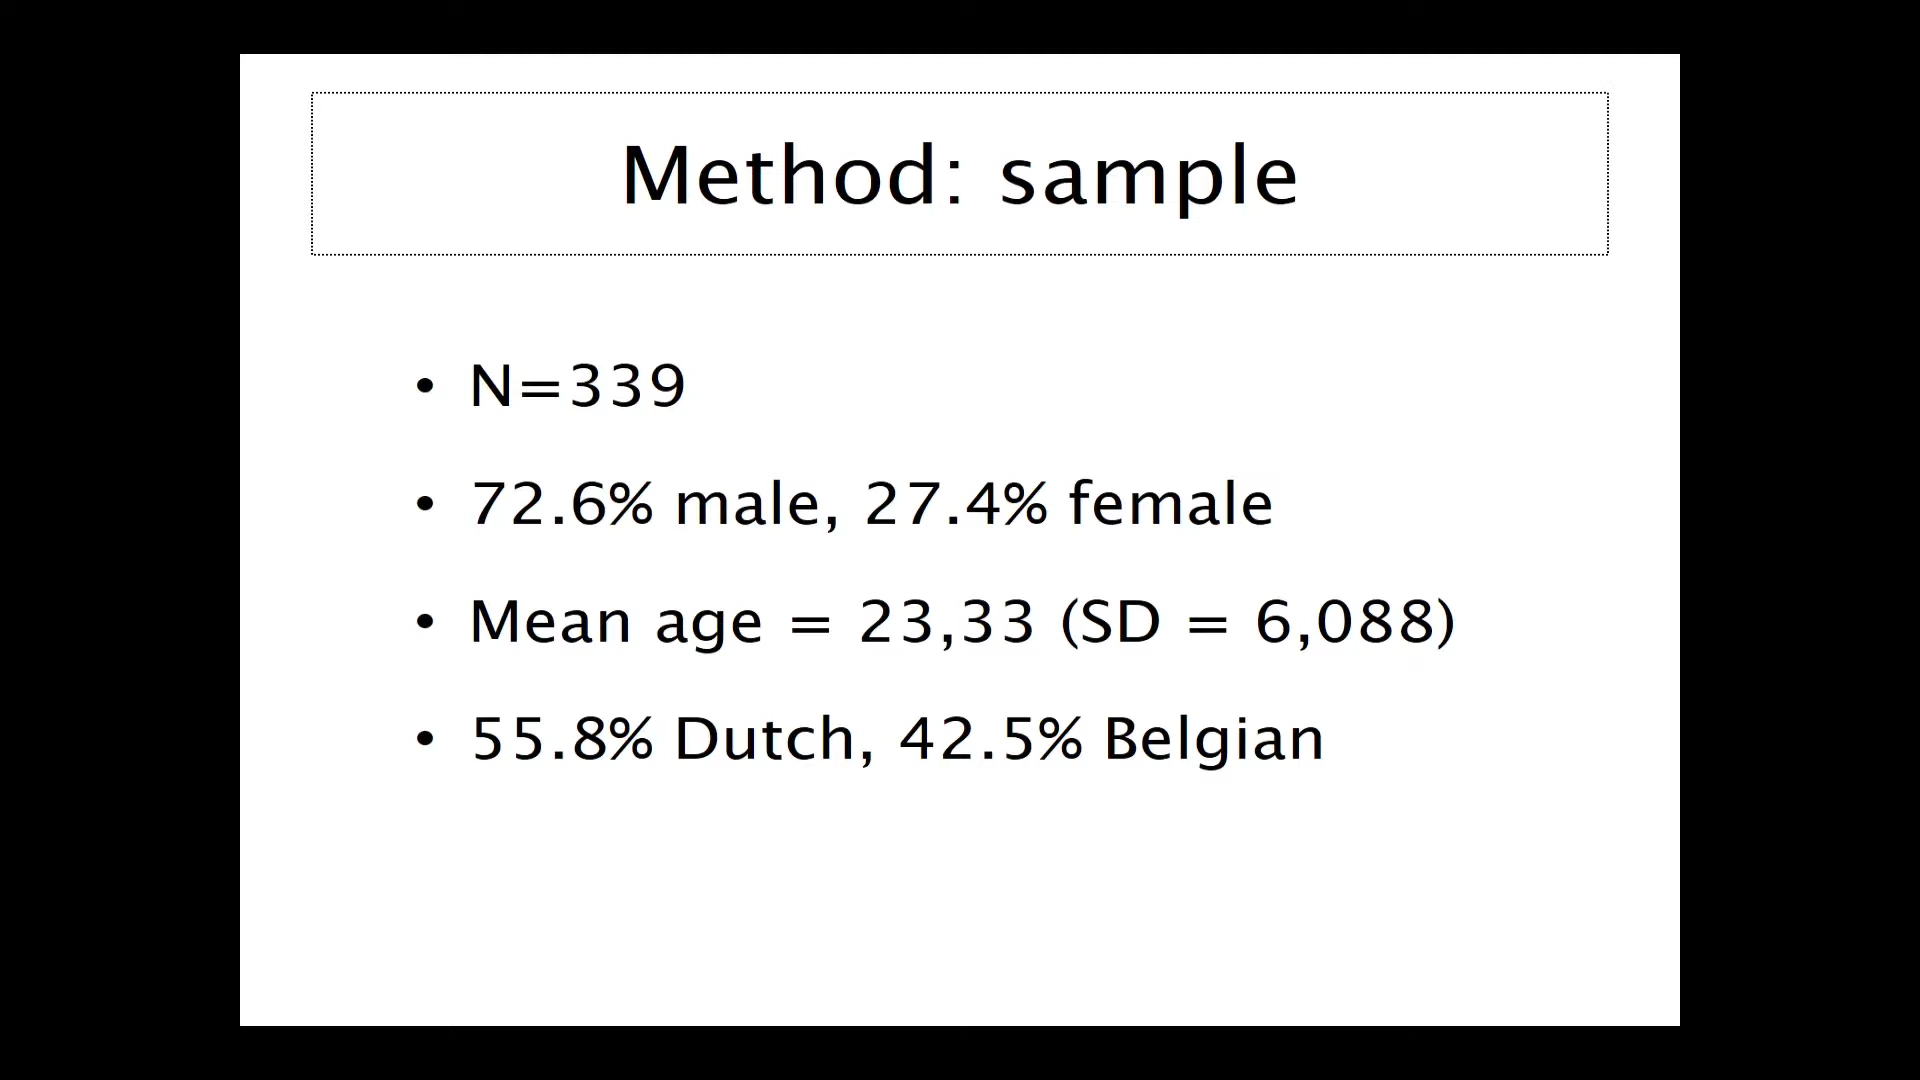 Method: sample
• N=339
• 72.6% male, 27.4% female
• Mean age = 23,33 (SD = 6,088)
• 55.8% Dutch, 42.5% Belgian